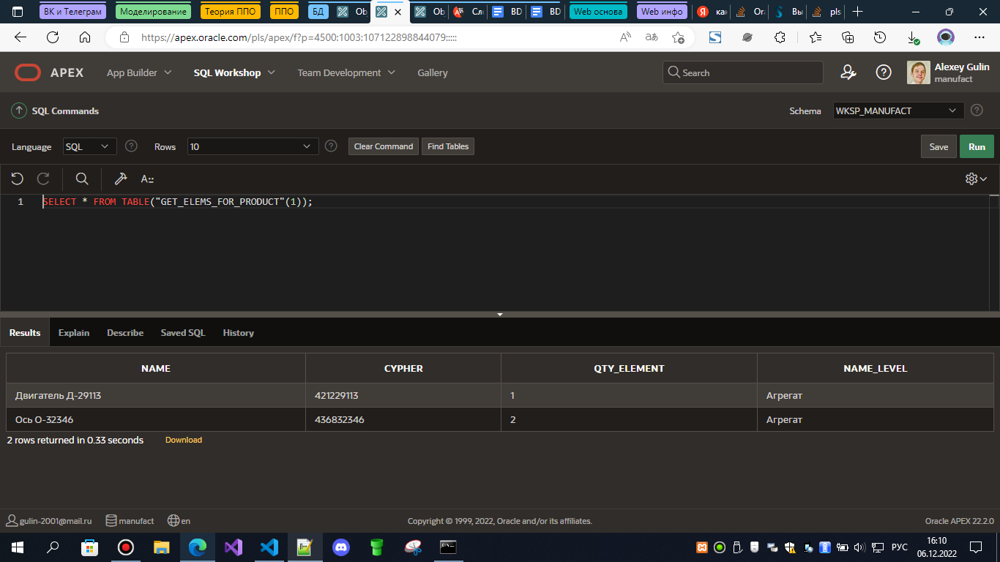 ВК и Телеграм Моделирование Теория ППО ППО БД Ob Ob Сло BD BD Web основа Web инфо как Ora Вы pls
https://apex.oracle.com/pls/apex/f?p=4500:1003:107122898844079:::::
APEX App Builder SQL Workshop Team Development Gallery Search Alexey Gulin
manufact
SQL Commands Schema WKSP_MANUFACT
Language SQL Rows 10 Clear Command Find Tables Save Run
A::
1 SELECT * FROM TABLE("GET_ELEMS_FOR_PRODUCT"(1));
Results Explain Describe Saved SQL History
NAME CYPHER QTY_ELEMENT NAME_LEVEL
Двигатель Д-29113 421229113 1 Агрегат
Ось О-32346 436832346 2 Агрегат
2 rows returned in 0.33 seconds Download
gulin-2001@mail.ru manufact en Copyright © 1999, 2022, Oracle and/or its affiliates. Oracle APEX 22.2.0
РУС 16:10
06.12.2022